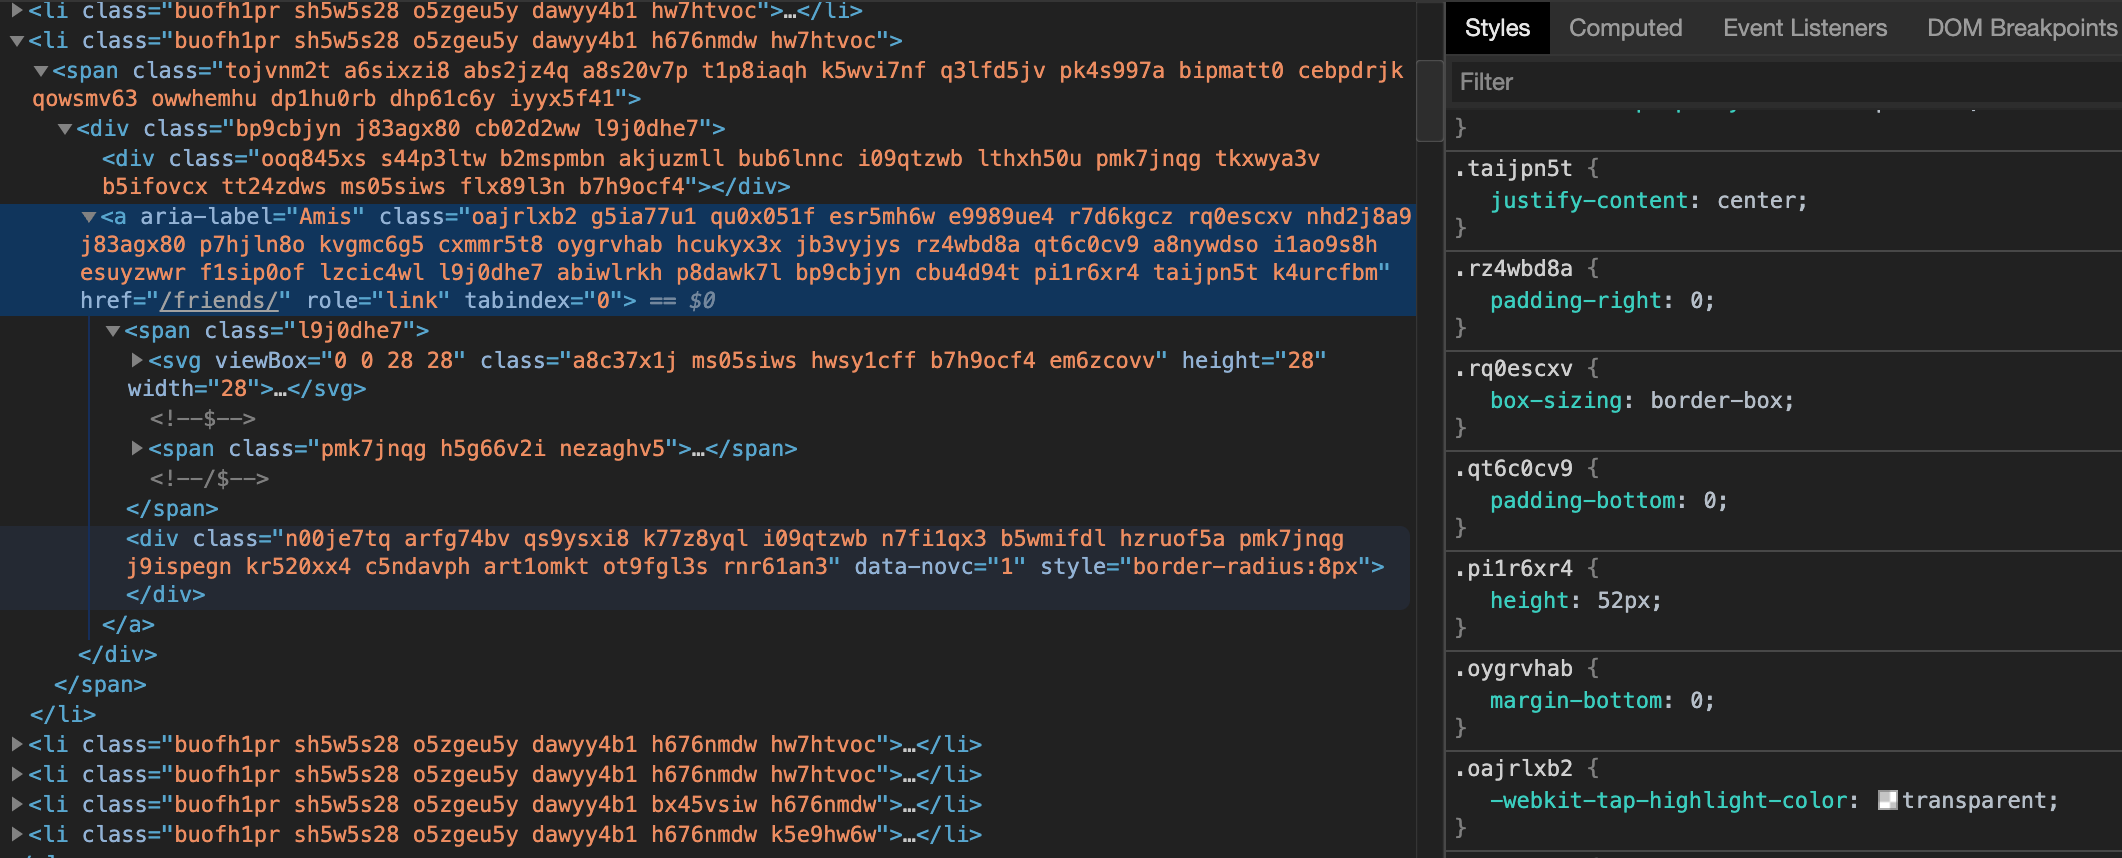 <li class="buofh1pr sh5w5s28 o5zgeu5y dawyy4b1 hw7htvoc">…</li>
<li class="buofh1pr sh5w5s28 o5zgeu5y dawyy4b1 h676nmdw hw7htvoc">
<span class="tojvnm2t a6sixzi8 abs2jz4q a8s20v7p t1p8iaqh k5wvi7nf q3lfd5jv pk4s997a bipmatt0 cebpdrjk
qowsmv63 owwhemhu dp1hu0rb dhp61c6y iyyx5f41">
<div class="bp9cbjyn j83agx80 cb02d2ww l9j0dhe7">
<div class="ooq845xs s44p3ltw b2mspmbn akjuzmll bub6lnnc i09qtzwb lthxh50u pmk7jnqg tkxwya3v
b5ifovcx tt24zdws ms05siws flx89l3n b7h9ocf4"></div>
<a aria-label="Amis" class="oajrlxb2 g5ia77u1 qu0x051f esr5mh6w e9989ue4 r7d6kgcz rq0escxv nhd2j8a9
j83agx80 p7hjln8o kvgmc6g5 cxmmr5t8 oygrvhab hcukyx3x jb3vyjys rz4wbd8a qt6c0cv9 a8nywdso i1ao9s8h
esuyzwwr f1sip0of lzcic4wl l9j0dhe7 abiwlrkh p8dawk7l bp9cbjyn cbu4d94t pi1r6xr4 taijpn5t k4urcfbm"
href="/friends/" role="link" tabindex="0"> == $0
<span class="l9j0dhe7">
<svg viewBox="0 0 28 28" class="a8c37x1j ms05siws hwsy1cff b7h9ocf4 em6zcovv" height="28"
width="28">…</svg>
<!--$-->
<span class="pmk7jnqg h5g66v2i nezaghv5">…</span>
<!--/$-->
</span>
<div class="n00je7tq arfg74bv qs9ysxi8 k77z8yql i09qtzwb n7fi1qx3 b5wmifdl hzruof5a pmk7jnqg
j9ispegn kr520xx4 c5ndavph art1omkt ot9fgl3s rnr61an3" data-novc="1" style="border-radius:8px">
</div>
</a>
</div>
</span>
</li>
<li class="buofh1pr sh5w5s28 o5zgeu5y dawyy4b1 h676nmdw hw7htvoc">…</li>
<li class="buofh1pr sh5w5s28 o5zgeu5y dawyy4b1 h676nmdw hw7htvoc">…</li>
<li class="buofh1pr sh5w5s28 o5zgeu5y dawyy4b1 bx45vsiw h676nmdw">…</li>
<li class="buofh1pr sh5w5s28 o5zgeu5y dawyy4b1 h676nmdw k5e9hw6w">…</li>
Styles Computed Event Listeners DOM Breakpoints
Filter
}
.taijpn5t {
justify-content: center;
}
.rz4wbd8a {
padding-right: 0;
}
.rq0escxv {
box-sizing: border-box;
}
.qt6c0cv9 {
padding-bottom: 0;
}
.pi1r6xr4 {
height: 52px;
}
.oygrvhab {
margin-bottom: 0;
}
.oajrlxb2 {
-webkit-tap-highlight-color: transparent;
}